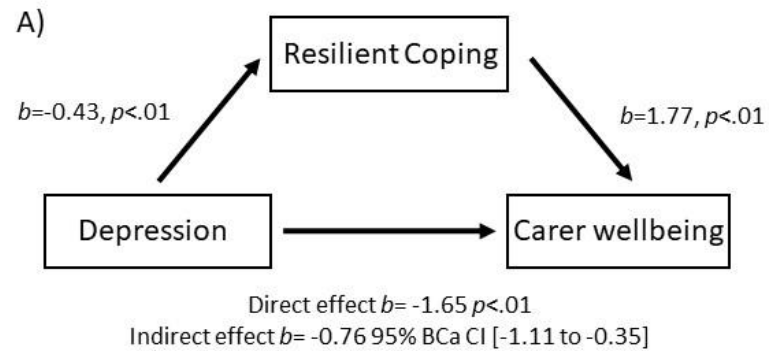 A)
Resilient Coping
b=-0.43, p<.01
b=1.77, p<.01
Depression
Carer wellbeing
Direct effect b= -1.65 p<.01
Indirect effect b= -0.76 95% BCa CI [-1.11 to -0.35]